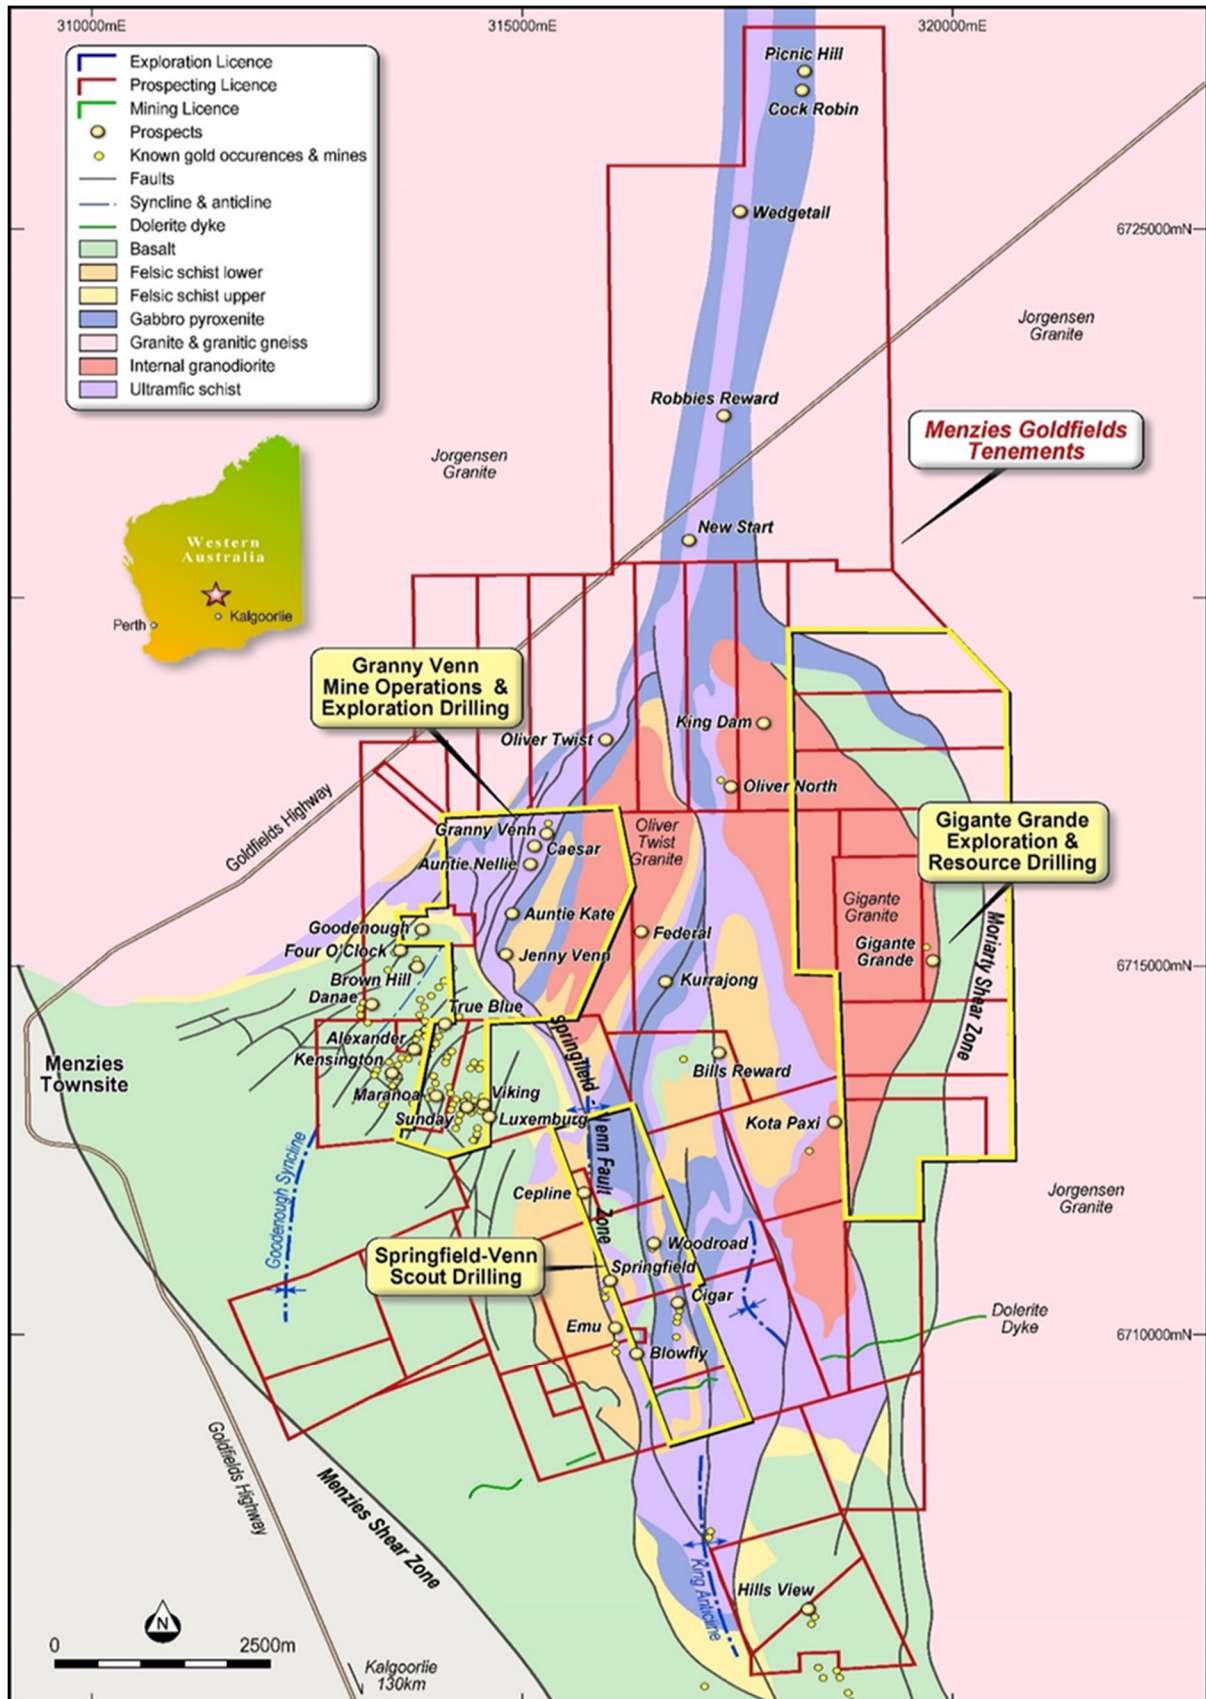 310000mE
315000mE
320000mE
Exploration Licence
Prospecting Licence
Mining Licence
Prospects
Known gold occurences & mines
Faults
Syncline & anticline
Dolerite dyke
Basalt
Felsic schist lower
Felsic schist upper
Gabbro pyroxenite
Granite & granitic gneiss
Internal granodiorite
Ultramfic schist
Picnic Hill
Cock Robin
Wedgetail
6725000mN
Jorgensen
Granite
Robbies Reward
Menzies Goldfields
Tenements
Jorgensen
Granite
New Start
Western
Australia
Perth
Kalgoorlie
Granny Venn
Mine Operations &
Exploration Drilling
King Dam
Oliver Twist
Oliver North
Goldfields Highway
Granny Venn
Caesar
Auntie Nellie
Oliver
Twist
Granite
Gigante Grande
Exploration &
Resource Drilling
Gigante
Granite
Auntie Kate
Goodenough
Federal
Four O'Clock
Jenny Venn
Gigante
Grande
Moriarty Shear Zone
6715000mN
Brown Hill
Kurrajong
Danae
True Blue
Springfield - Venn Fault Zone
Alexander
Kensington
Menzies
Townsite
Bills Reward
Maranoa
Viking
Sunday
Luxemburg
Kota Paxi
Goodenough Syncline
Cepline
Jorgensen
Granite
Woodroad
Springfield-Venn
Scout Drilling
Springfield
Cigar
Emu
Dolerite
Dyke
6710000mN
Blowfly
Goldfields Highway
Menzies Shear Zone
King Anticline
Hills View
N
0
2500m
Kalgoorlie
130km